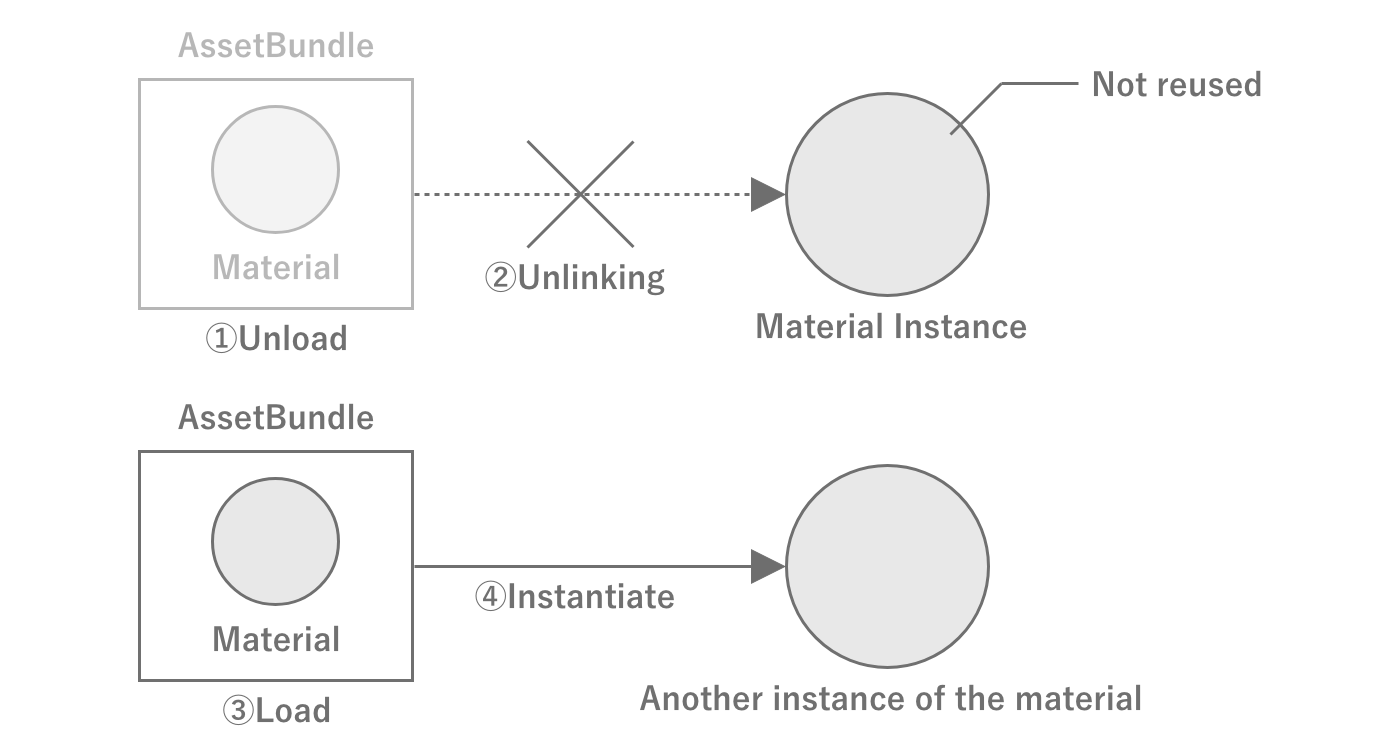 AssetBundle
Not reused
Material
②Unlinking
Material Instance
①Unload
AssetBundle
④Instantiate
Material
Another instance of the material
③Load